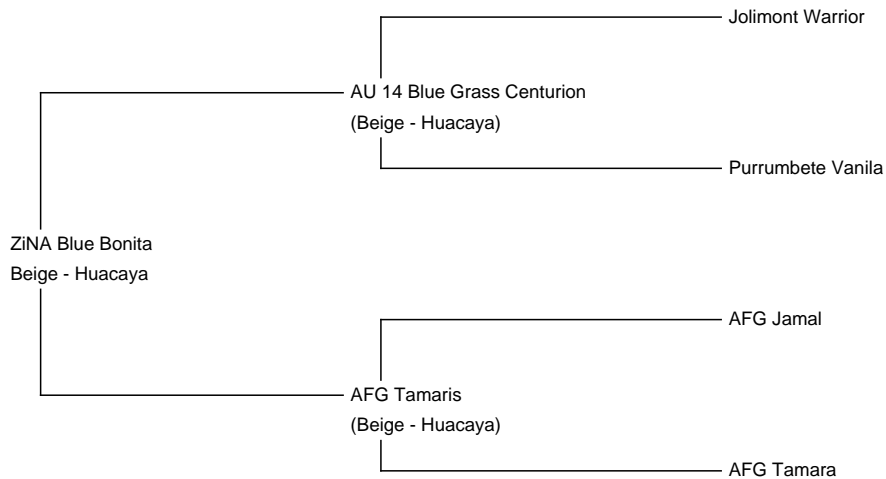 Jolimont Warrior
AU 14 Blue Grass Centurion
(Beige - Huacaya)
Purrumbete Vanila
ZiNA Blue Bonita
Beige - Huacaya
AFG Jamal
AFG Tamaris
(Beige - Huacaya)
AFG Tamara